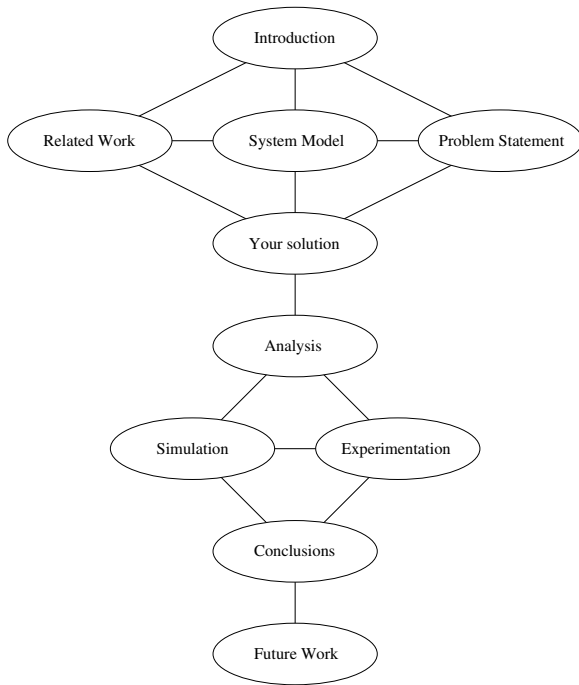 Introduction
Related Work
System Model
Problem Statement
Your solution
Analysis
Simulation
Experimentation
Conclusions
Future Work